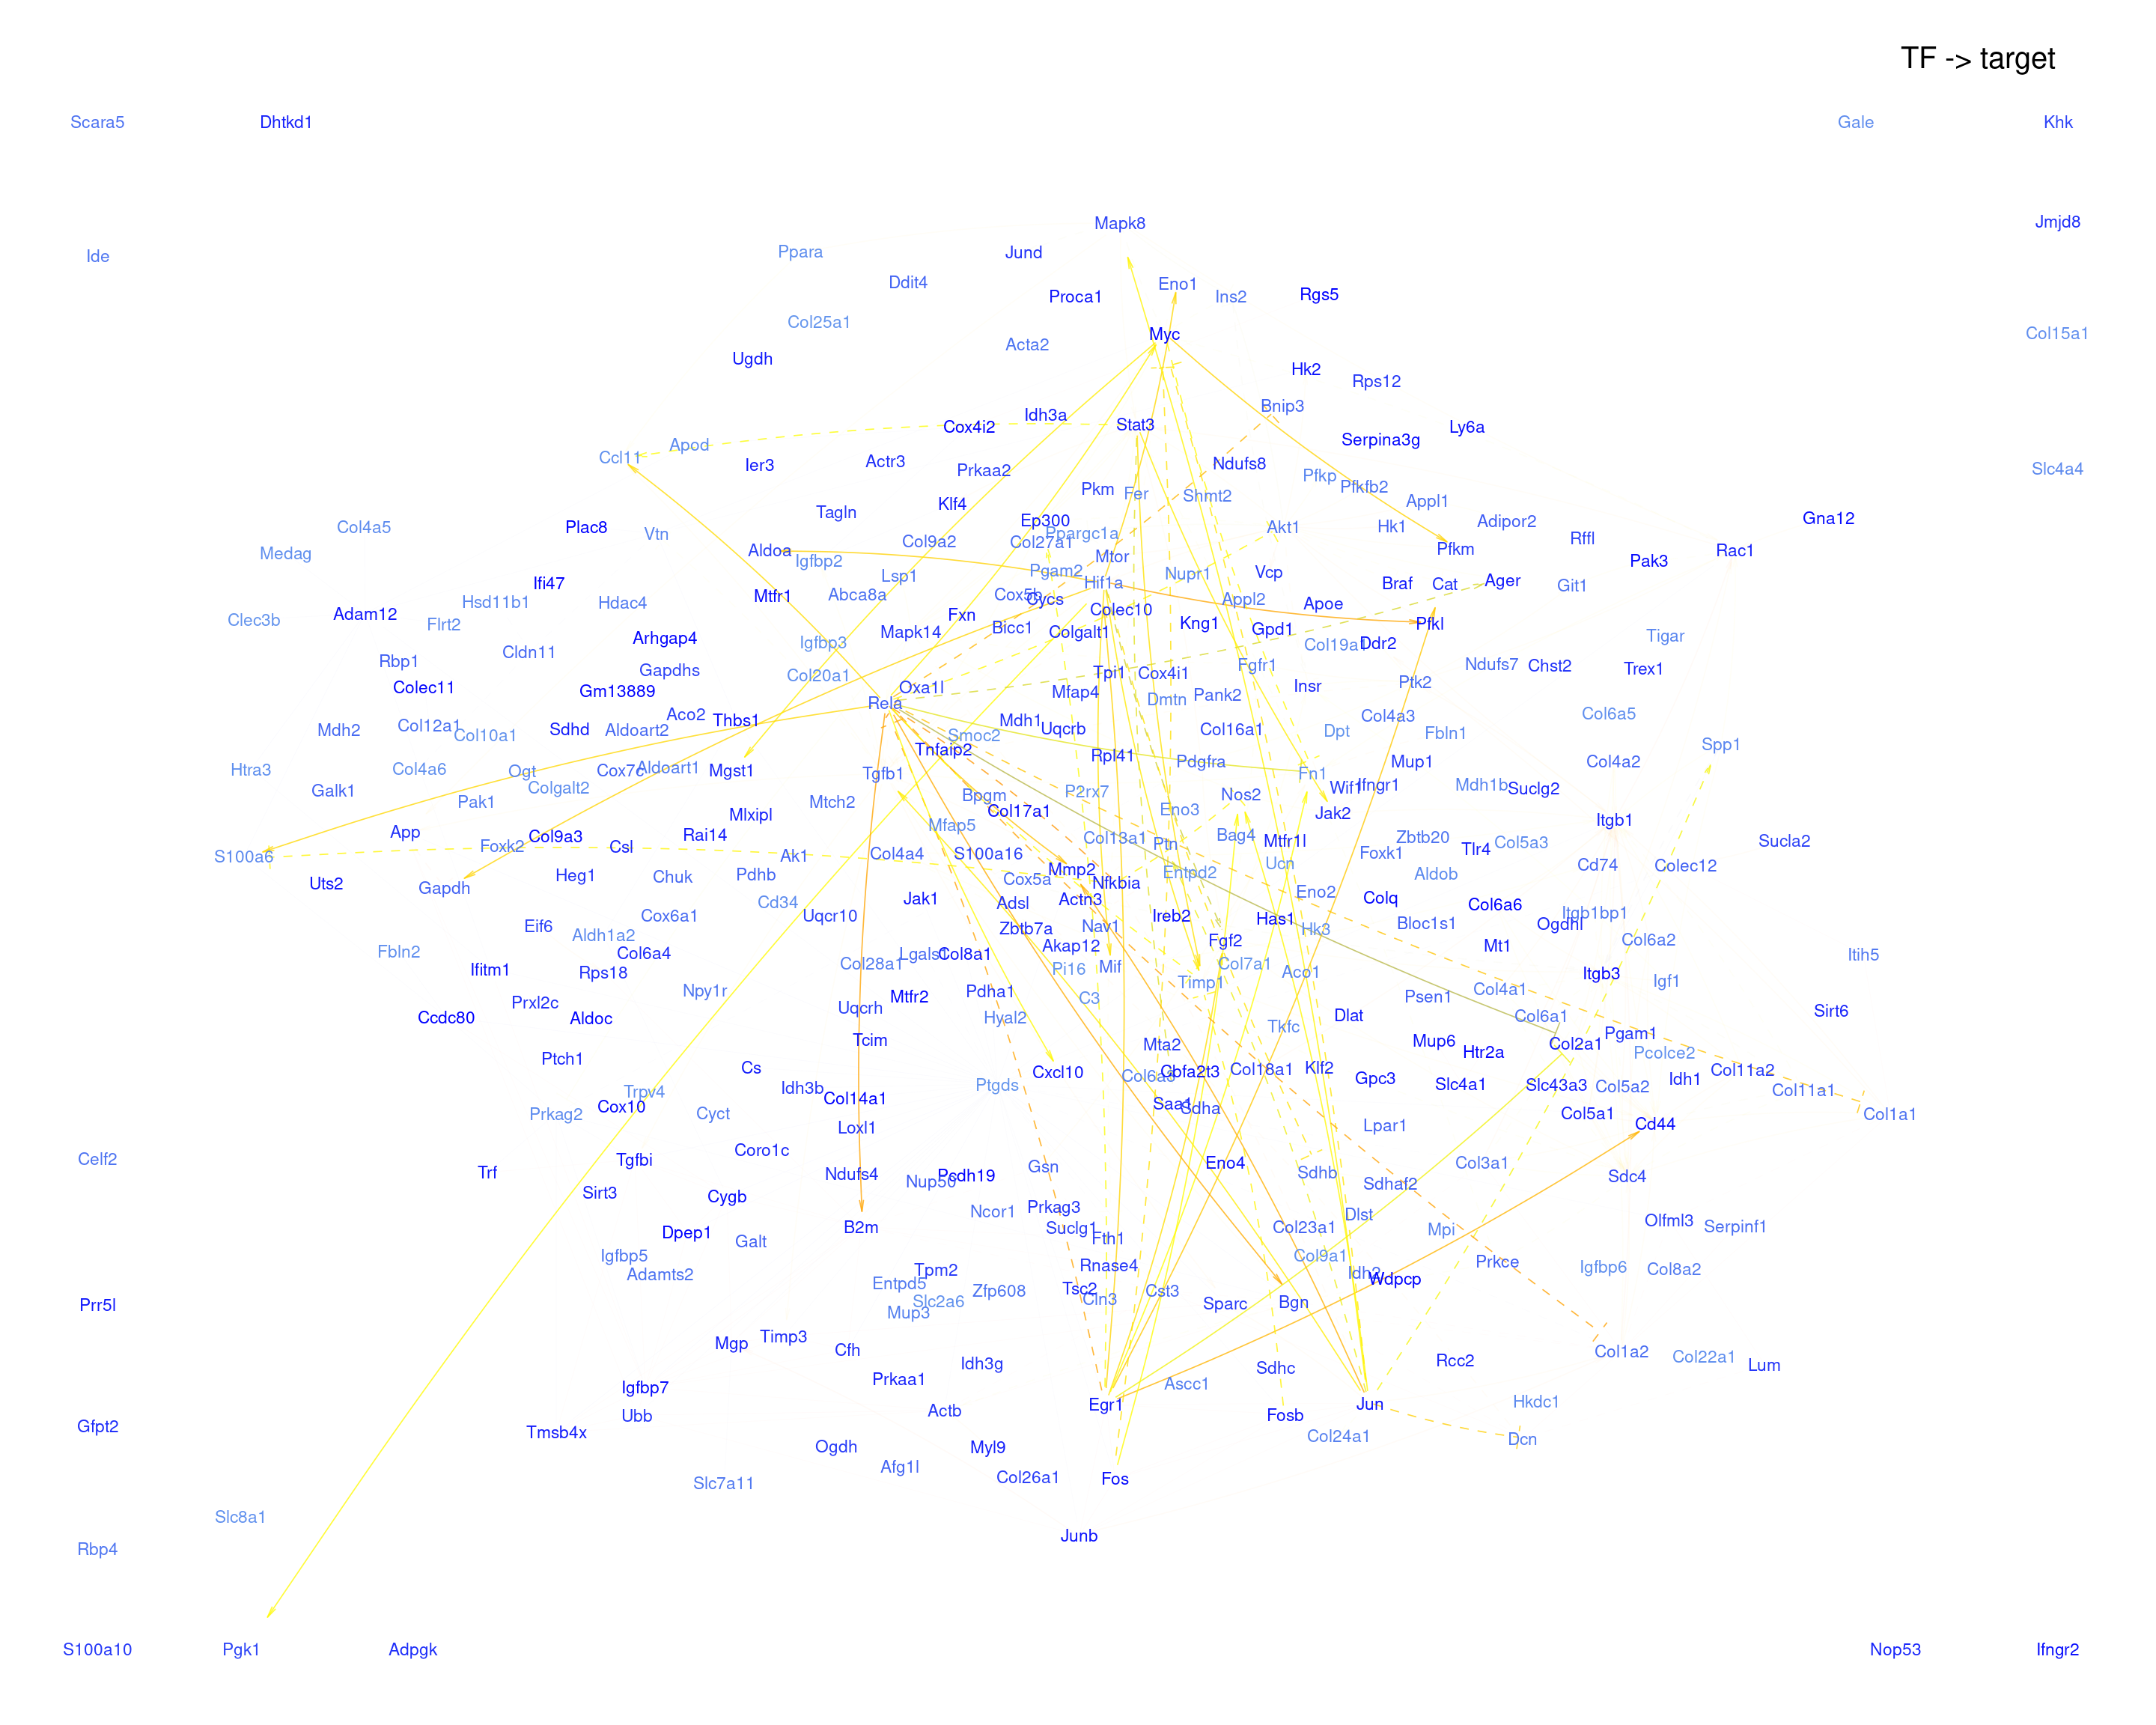 TF -> target
Scara5
Dhtkd1
Gale
Khk
Mapk8
Jmjd8
Ppara
Jund
Ide
Ddit4
Eno1
Proca1
Ins2
Rgs5
Col25a1
Myc
Col15a1
Acta2
Ugdh
Hk2
Rps12
Bnip3
Idh3a
Stat3
Cox4i2
Ly6a
Serpina3g
Apod
Ccl11
Ier3
Actr3
Prkaa2
Ndufs8
Slc4a4
Pfkp
Pfkfb2
Pkm
Fer
Shmt2
Appl1
Klf4
Tagln
Ep300
Adipor2
Gna12
Col4a5
Plac8
Vtn
Ppargc1a
Akt1
Hk1
Rffl
Col9a2
Col27a1
Medag
Aldoa
Igfbp2
Mtor
Pfkm
Rac1
Pak3
Lsp1
Pgam2
Hif1a
Nupr1
Vcp
Ifi47
Braf
Cat
Ager
Git1
Hsd11b1
Hdac4
Mtfr1
Abca8a
Cox5b
Cycs
Appl2
Apoe
Clec3b
Adam12
Flrt2
Fxn
Colec10
Kng1
Pfkl
Arhgap4
Mapk14
Bicc1
Colgalt1
Gpd1
Tigar
Igfbp3
Col19a1
Ddr2
Cldn11
Rbp1
Gapdhs
Col20a1
Tpi1
Cox4i1
Fgfr1
Ndufs7
Chst2
Trex1
Colec11
Gm13889
Oxa1l
Mfap4
Dmtn
Pank2
Insr
Ptk2
Rela
Mdh2
Col12a1
Col10a1
Sdhd
Aldoart2
Aco2
Thbs1
Mdh1
Uqcrb
Col16a1
Dpt
Col4a3
Fbln1
Col6a5
Smoc2
Tnfaip2
Rpl41
Pdgfra
Spp1
Htra3
Col4a6
Ogt
Cox7c
Aldoart1
Mgst1
Tgfb1
Fn1
Mup1
Col4a2
Galk1
Colgalt2
Pak1
Mtch2
Bpgm
P2rx7
Nos2
Wif1
Ifngr1
Mdh1b
Suclg2
Mlxipl
Col17a1
Eno3
Jak2
Itgb1
App
Foxk2
Col9a3
Csl
Rai14
Mfap5
Col13a1
Ptn
Bag4
Mtfr1l
Zbtb20
Tlr4
Col5a3
Sucla2
S100a6
Ak1
Col4a4
S100a16
Ucn
Foxk1
Cd74
Colec12
Uts2
Gapdh
Heg1
Chuk
Pdhb
Cox5a
Mmp2
Nfkbia
Entpd2
Aldob
Cd34
Jak1
Adsl
Actn3
Eno2
Colq
Col6a6
Eif6
Cox6a1
Uqcr10
Zbtb7a
Nav1
Ireb2
Has1
Hk3
Bloc1s1
Itgb1bp1
Ogdhl
Aldh1a2
Fbln2
Col6a4
Col28a1
Lgals1
Col8a1
Akap12
Fgf2
Mt1
Col6a2
Itih5
Ifitm1
Rps18
Pi16
Mif
Col7a1
Aco1
Itgb3
Igf1
Npy1r
Mtfr2
Pdha1
C3
Timp1
Psen1
Col4a1
Prxl2c
Uqcrh
Hyal2
Tkfc
Dlat
Col6a1
Sirt6
Ccdc80
Aldoc
Tcim
Mta2
Mup6
Htr2a
Col2a1
Pgam1
Pcolce2
Ptch1
Cs
Ptgds
Cxcl10
Col6a3
Cbfa2t3
Col18a1
Klf2
Gpc3
Slc4a1
Slc43a3
Col5a2
Idh1
Col11a2
Col11a1
Trpv4
Idh3b
Col14a1
Cox10
Prkag2
Cyct
Saa1
Sdha
Col5a1
Col1a1
Loxl1
Lpar1
Cd44
Celf2
Tgfbi
Coro1c
Trf
Ndufs4
Nup50
Pcdh19
Gsn
Eno4
Sdhb
Col3a1
Sdhaf2
Sdc4
Sirt3
Cygb
Ncor1
Prkag3
Dlst
Olfml3
Serpinf1
Dpep1
Galt
B2m
Suclg1
Fth1
Col23a1
Mpi
Igfbp5
Adamts2
Tpm2
Rnase4
Col9a1
Prkce
Igfbp6
Col8a2
Entpd5
Slc2a6
Mup3
Zfp608
Tsc2
Cln3
Cst3
Idh2
Wdpcp
Prr5l
Sparc
Bgn
Mgp
Timp3
Cfh
Idh3g
Sdhc
Rcc2
Col1a2
Col22a1
Lum
Igfbp7
Prkaa1
Ascc1
Ubb
Actb
Egr1
Fosb
Jun
Hkdc1
Gfpt2
Tmsb4x
Ogdh
Myl9
Col24a1
Dcn
Slc7a11
Afg1l
Col26a1
Fos
Slc8a1
Junb
Rbp4
S100a10
Pgk1
Adpgk
Nop53
Ifngr2